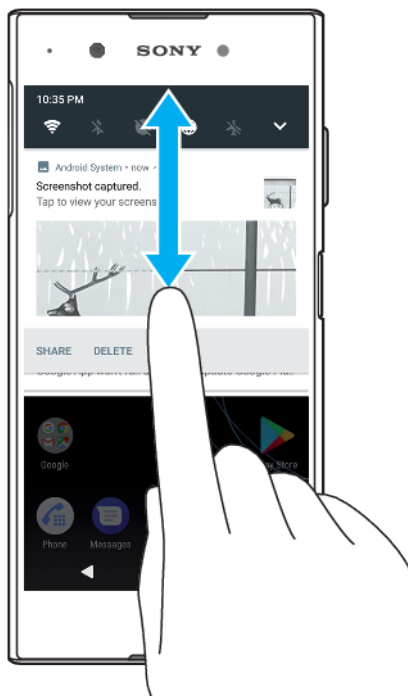 SONY
10:35 PM
Android System • now
Screenshot captured.
Tap to view your screens
SHARE DELETE
Google
Phone Messages